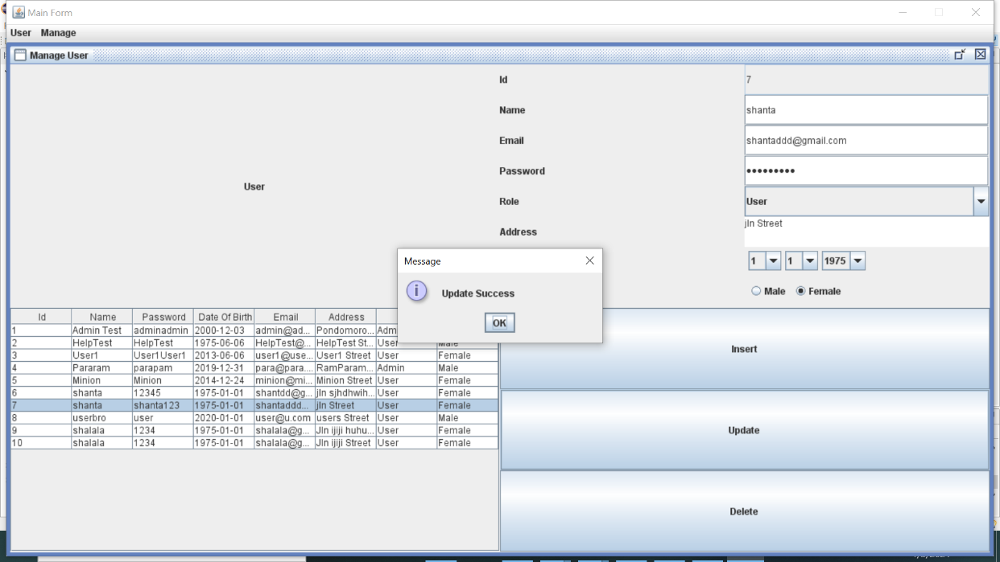 Main Form
User Manage
Manage User
Id 7
Name shanta
Email shantaddd@gmail.com
Password •••••••••
User
Role User
Address jln Street
1 1 1975
Male Female
Message
Update Success
OK
Id Name Password Date Of Birth Email Address
1 Admin Test adminadmin 2000-12-03 admin@ad... Pondomoro... Adm
2 HelpTest HelpTest 1975-06-06 HelpTest@... HelpTest St... User Male
3 User1 User1User1 2013-06-06 user1@use... User1 Street User Female
4 Pararam parapam 2019-12-31 para@para.... RamParam... Admin Male
5 Minion Minion 2014-12-24 minion@mi... Minion Street User Female
6 shanta 12345 1975-01-01 shantdd@g... jln sjhdhwih... User Female
7 shanta shanta123 1975-01-01 shantaddd... jln Street User Female
8 userbro user 2020-01-01 user@u.com users Street User Male
9 shalala 1234 1975-01-01 shalala@g... Jln ijiji huhu... User Female
10 shalala 1234 1975-01-01 shalala@g... Jln ijiji Street User Female
Insert
Update
Delete